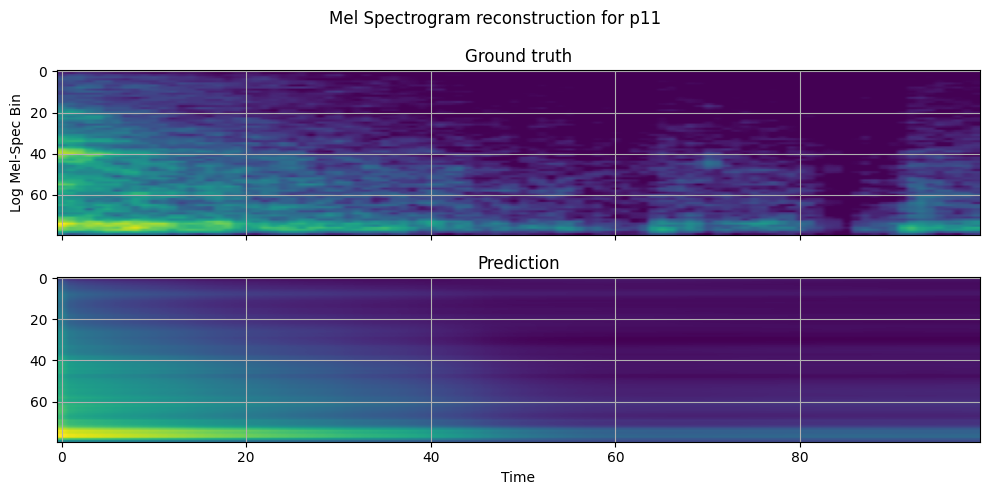 Mel Spectrogram reconstruction for p11
Ground truth
Log Mel-Spec Bin
0
20
40
60
Prediction
0
20
40
60
0 20 40 60 80
Time